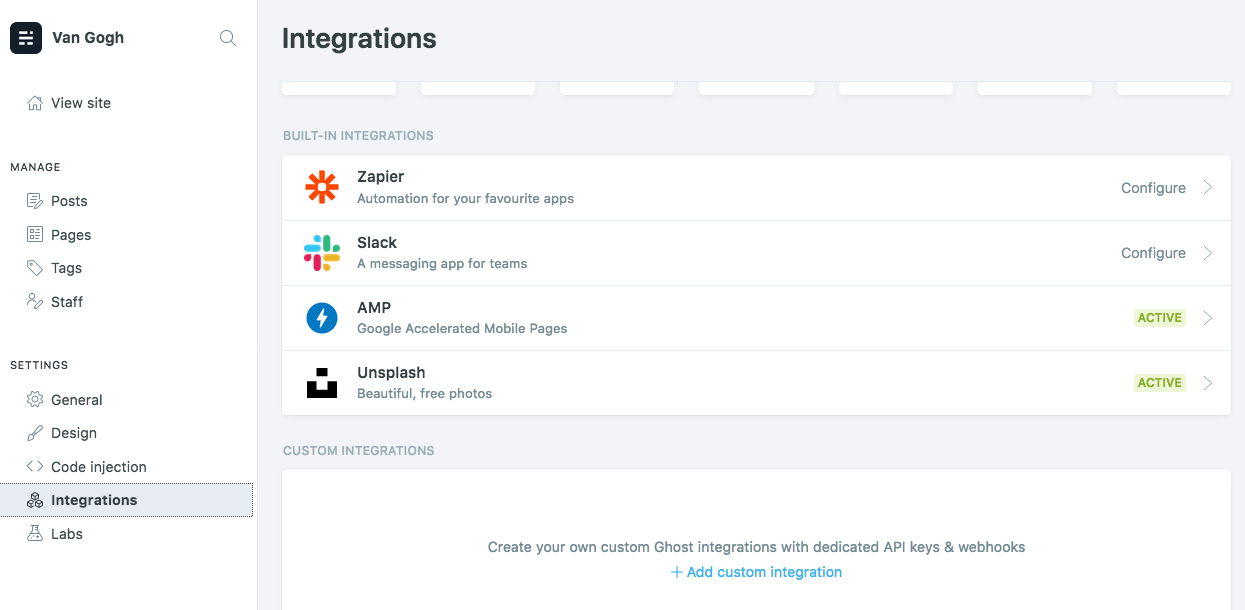 Van Gogh
View site
MANAGE
Posts
Pages
Tags
Staff
SETTINGS
General
Design
Code injection
Integrations
Labs
Integrations
BUILT-IN INTEGRATIONS
Zapier
Automation for your favourite apps
Configure
Slack
A messaging app for teams
Configure
AMP
Google Accelerated Mobile Pages
ACTIVE
Unsplash
Beautiful, free photos
ACTIVE
CUSTOM INTEGRATIONS
Create your own custom Ghost integrations with dedicated API keys & webhooks
+ Add custom integration